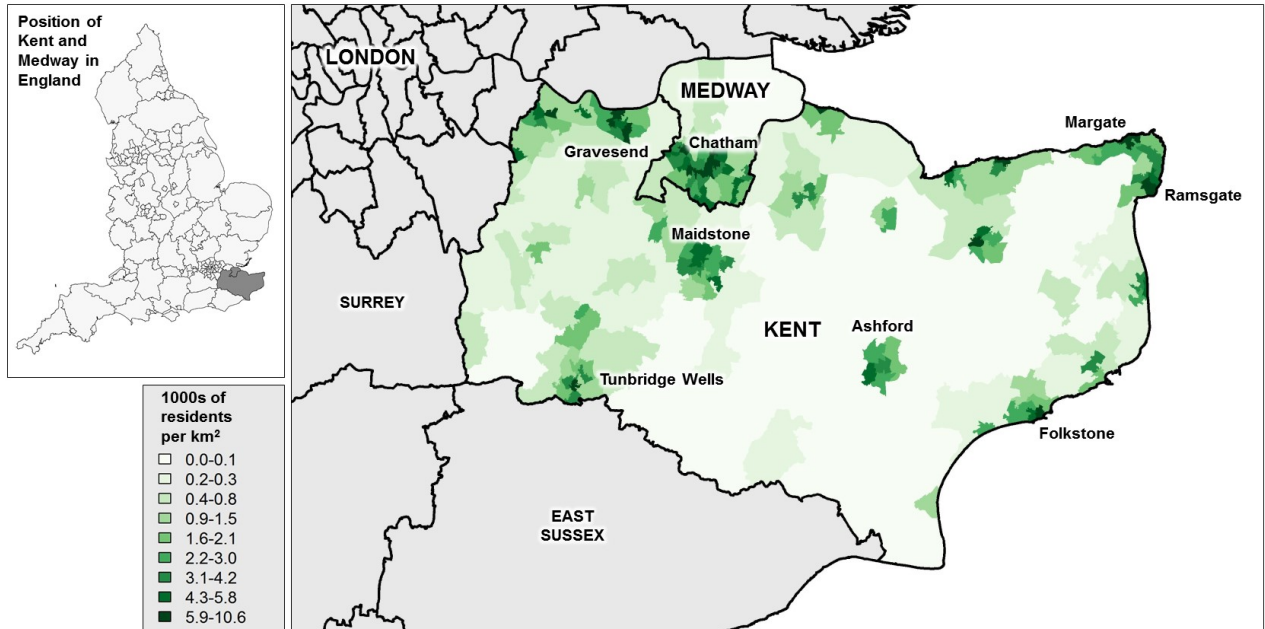 Position of
Kent and
Medway in
England
LONDON
MEDWAY
Margate
Chatham
Gravesend
Ramsgate
Maidstone
SURREY
KENT
Ashford
Tunbridge Wells
Folkstone
EAST
SUSSEX
1000s of
residents
per km²
0.0-0.1
0.2-0.3
0.4-0.8
0.9-1.5
1.6-2.1
2.2-3.0
3.1-4.2
4.3-5.8
5.9-10.6